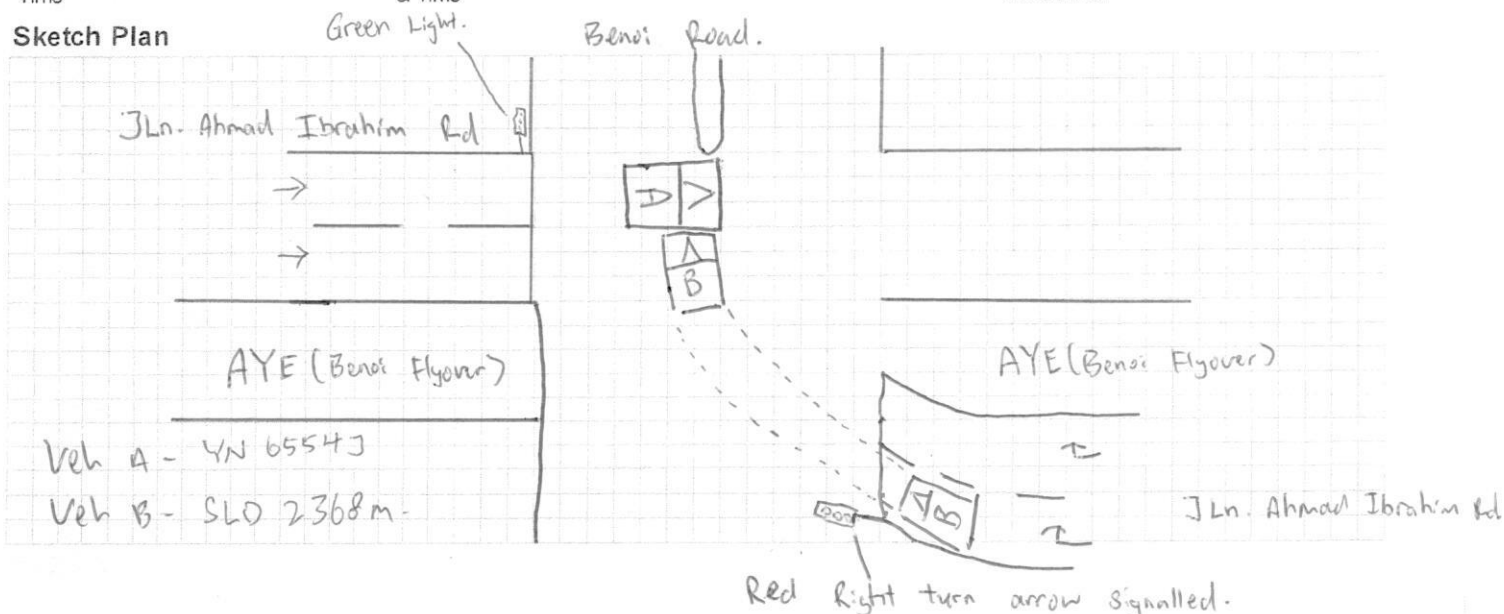 Sketch Plan
Green Light.
Benoi Road.
JLn. Ahmad Ibrahim Rd
A
B
AYE (Benoi Flyover)
AYE (Benoi Flyover)
Veh A - YN 6554J
Veh B - SLD 2368m.
B
JLn. Ahmad Ibrahim Rd
Red Right turn arrow signalled.